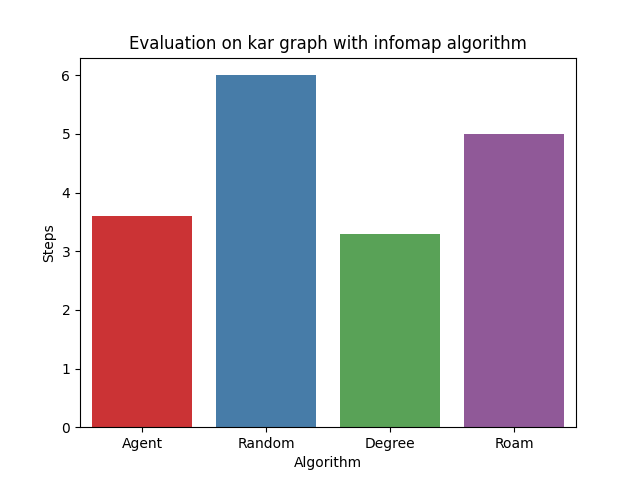 Evaluation on kar graph with infomap algorithm
6
5
4
3
2
1
0
Steps
Agent Random Degree Roam
Algorithm